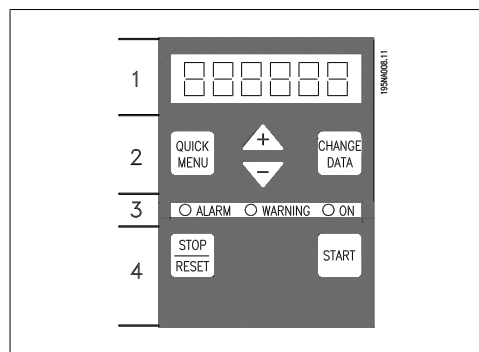 1
195NA008.11
2
QUICK
MENU
+
−
CHANGE
DATA
3
ALARM
WARNING
ON
4
STOP
RESET
START